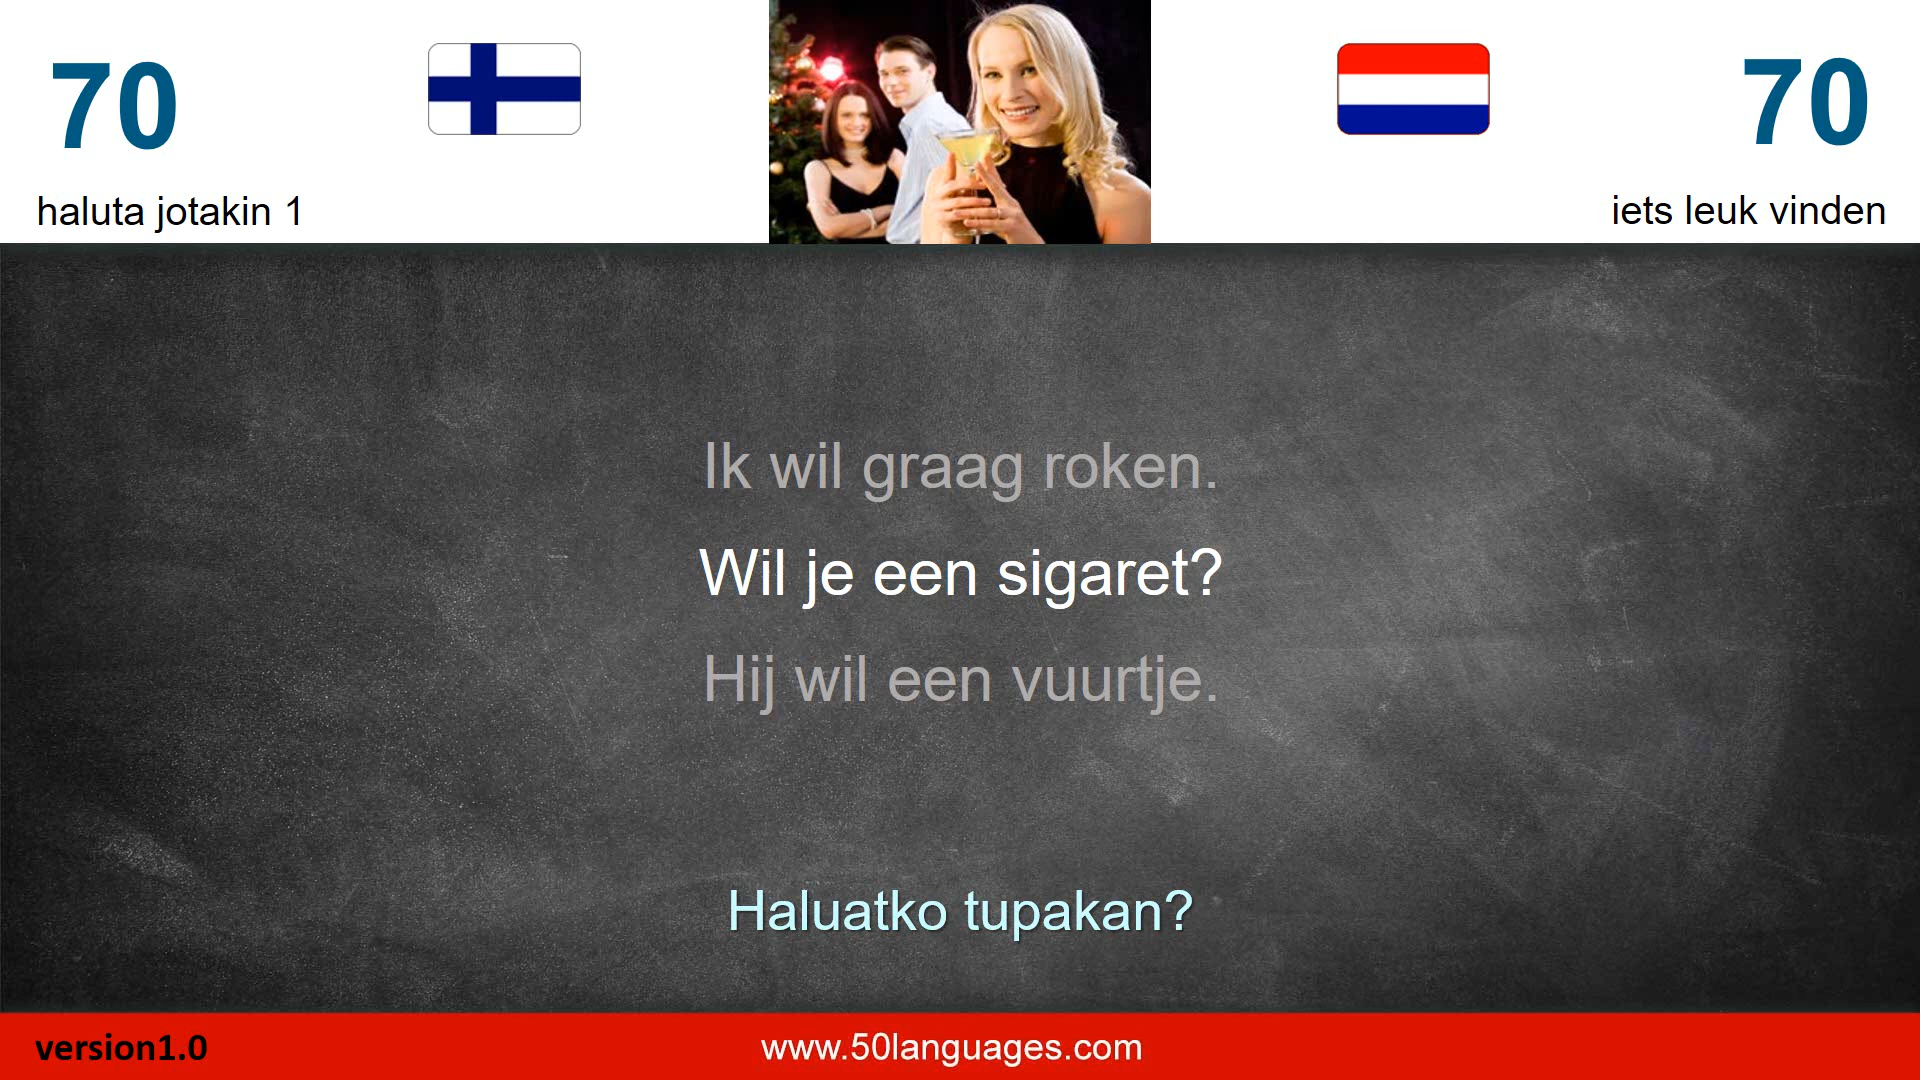 70
70
haluta jotakin 1
iets leuk vinden
Ik wil graag roken.
Wil je een sigaret?
Hij wil een vuurtje.
Haluatko tupakan?
version1.0
www.50languages.com